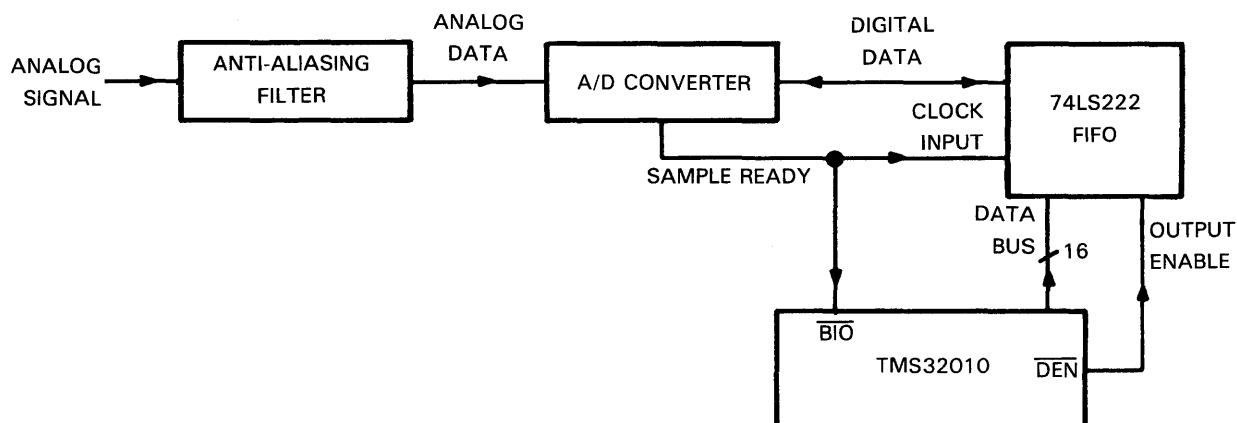 ANALOG
SIGNAL
ANTI-ALIASING
FILTER
ANALOG
DATA
A/D CONVERTER
DIGITAL
DATA
74LS222
FIFO
CLOCK
INPUT
SAMPLE READY
DATA
BUS
16
OUTPUT
ENABLE
BIO
TMS32010
DEN